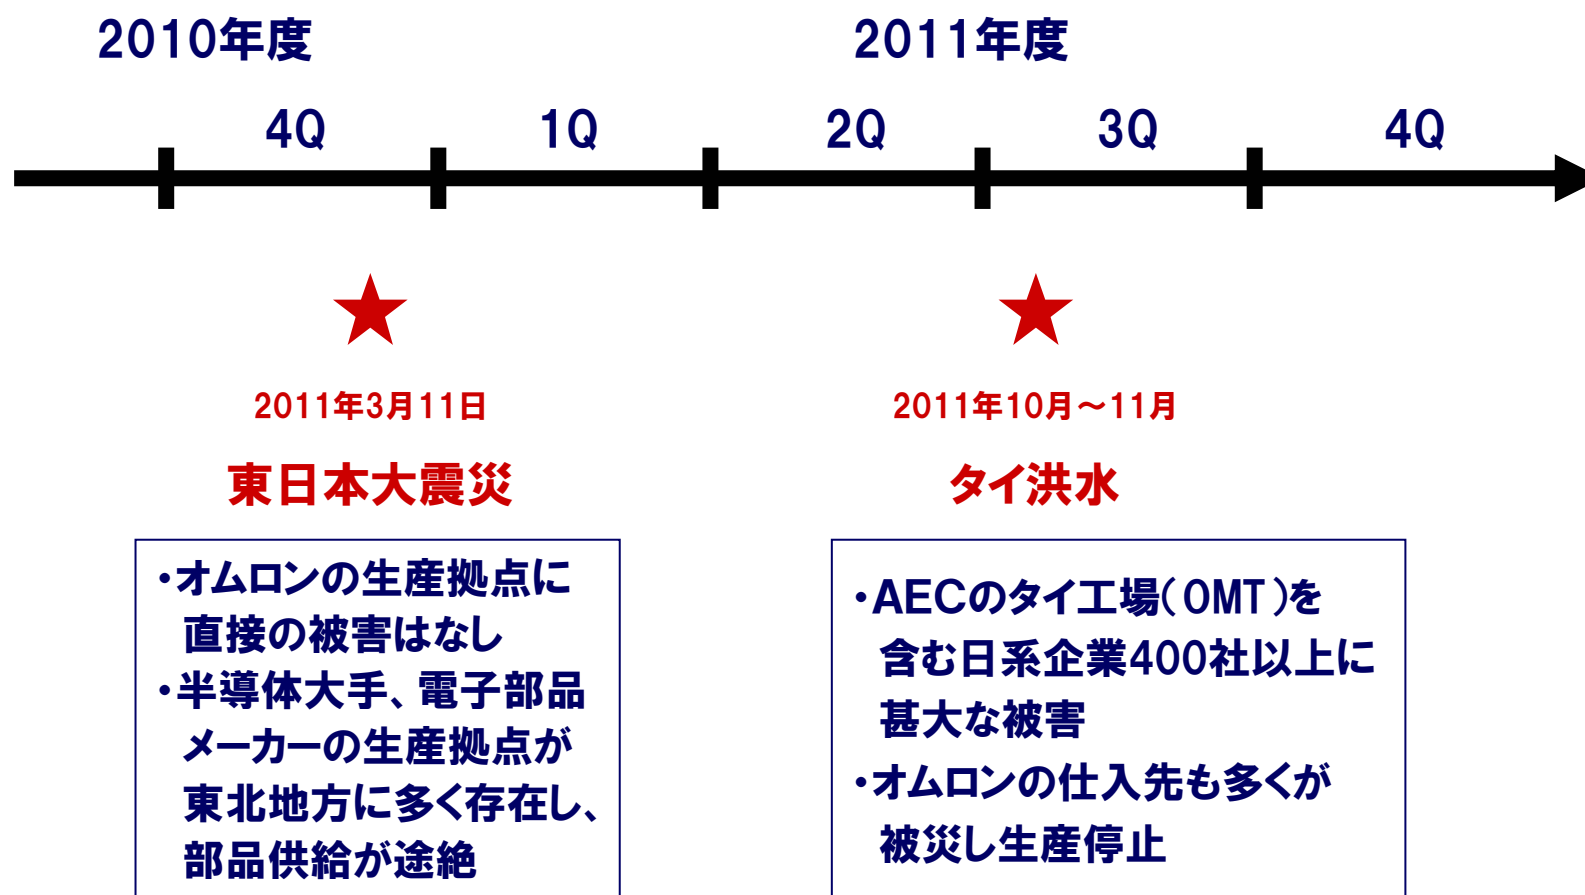 2010年度
2011年度
4Q
1Q
2Q
3Q
4Q
2011年3月11日
東日本大震災
・オムロンの生産拠点に
直接の被害はなし
・半導体大手、電子部品
メーカーの生産拠点が
東北地方に多く存在し、
部品供給が途絶
2011年10月～11月
タイ洪水
・AECのタイ工場(OMT)を
含む日系企業400社以上に
甚大な被害
・オムロンの仕入先も多くが
被災し生産停止